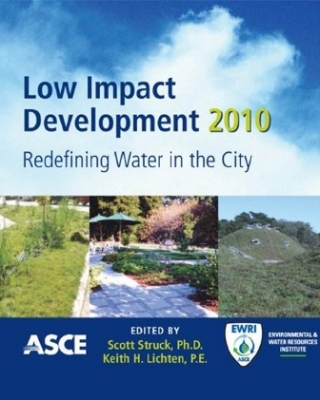 Low Impact
Development 2010
Redefining Water in the City
ASCE
EDITED BY
Scott Struck, Ph.D.
Keith H. Lichten, P.E.
EWRI
ASCE
ENVIRONMENTAL &
WATER RESOURCES
INSTITUTE